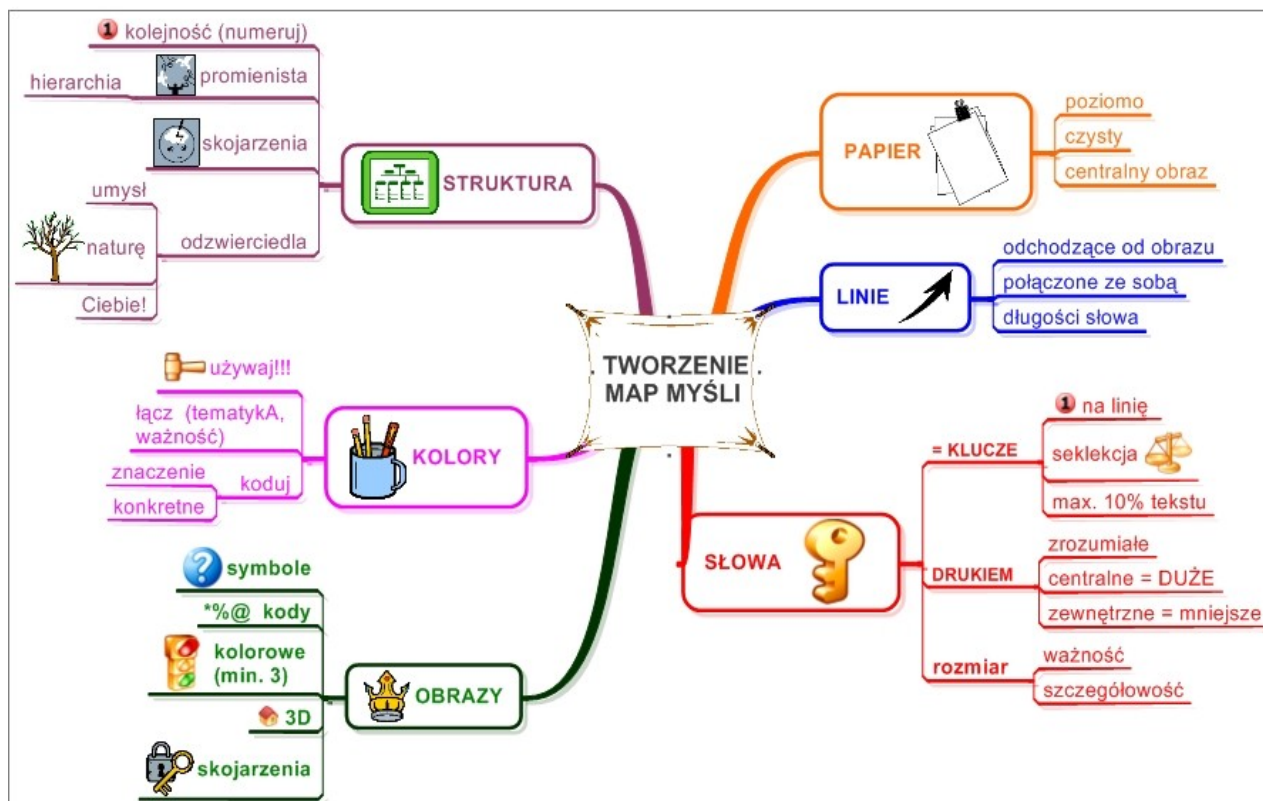 TWORZENIE
MAP MYŚLI
PAPIER
poziomo
czysty
centralny obraz
LINIE
odchodzące od obrazu
połączone ze sobą
długości słowa
SŁOWA
= KLUCZE
1 na linię
seklekcja
max. 10% tekstu
DRUKIEM
zrozumiałe
centralne = DUŻE
zewnętrzne = mniejsze
rozmiar
ważność
szczegółowość
OBRAZY
symbole
*%@ kody
kolorowe
(min. 3)
3D
skojarzenia
KOLORY
używaj!!!
łącz (tematykA,
ważność)
koduj
znaczenie
konkretne
STRUKTURA
1 kolejność (numeruj)
promienista
hierarchia
skojarzenia
odzwierciedla
umysł
naturę
Ciebie!